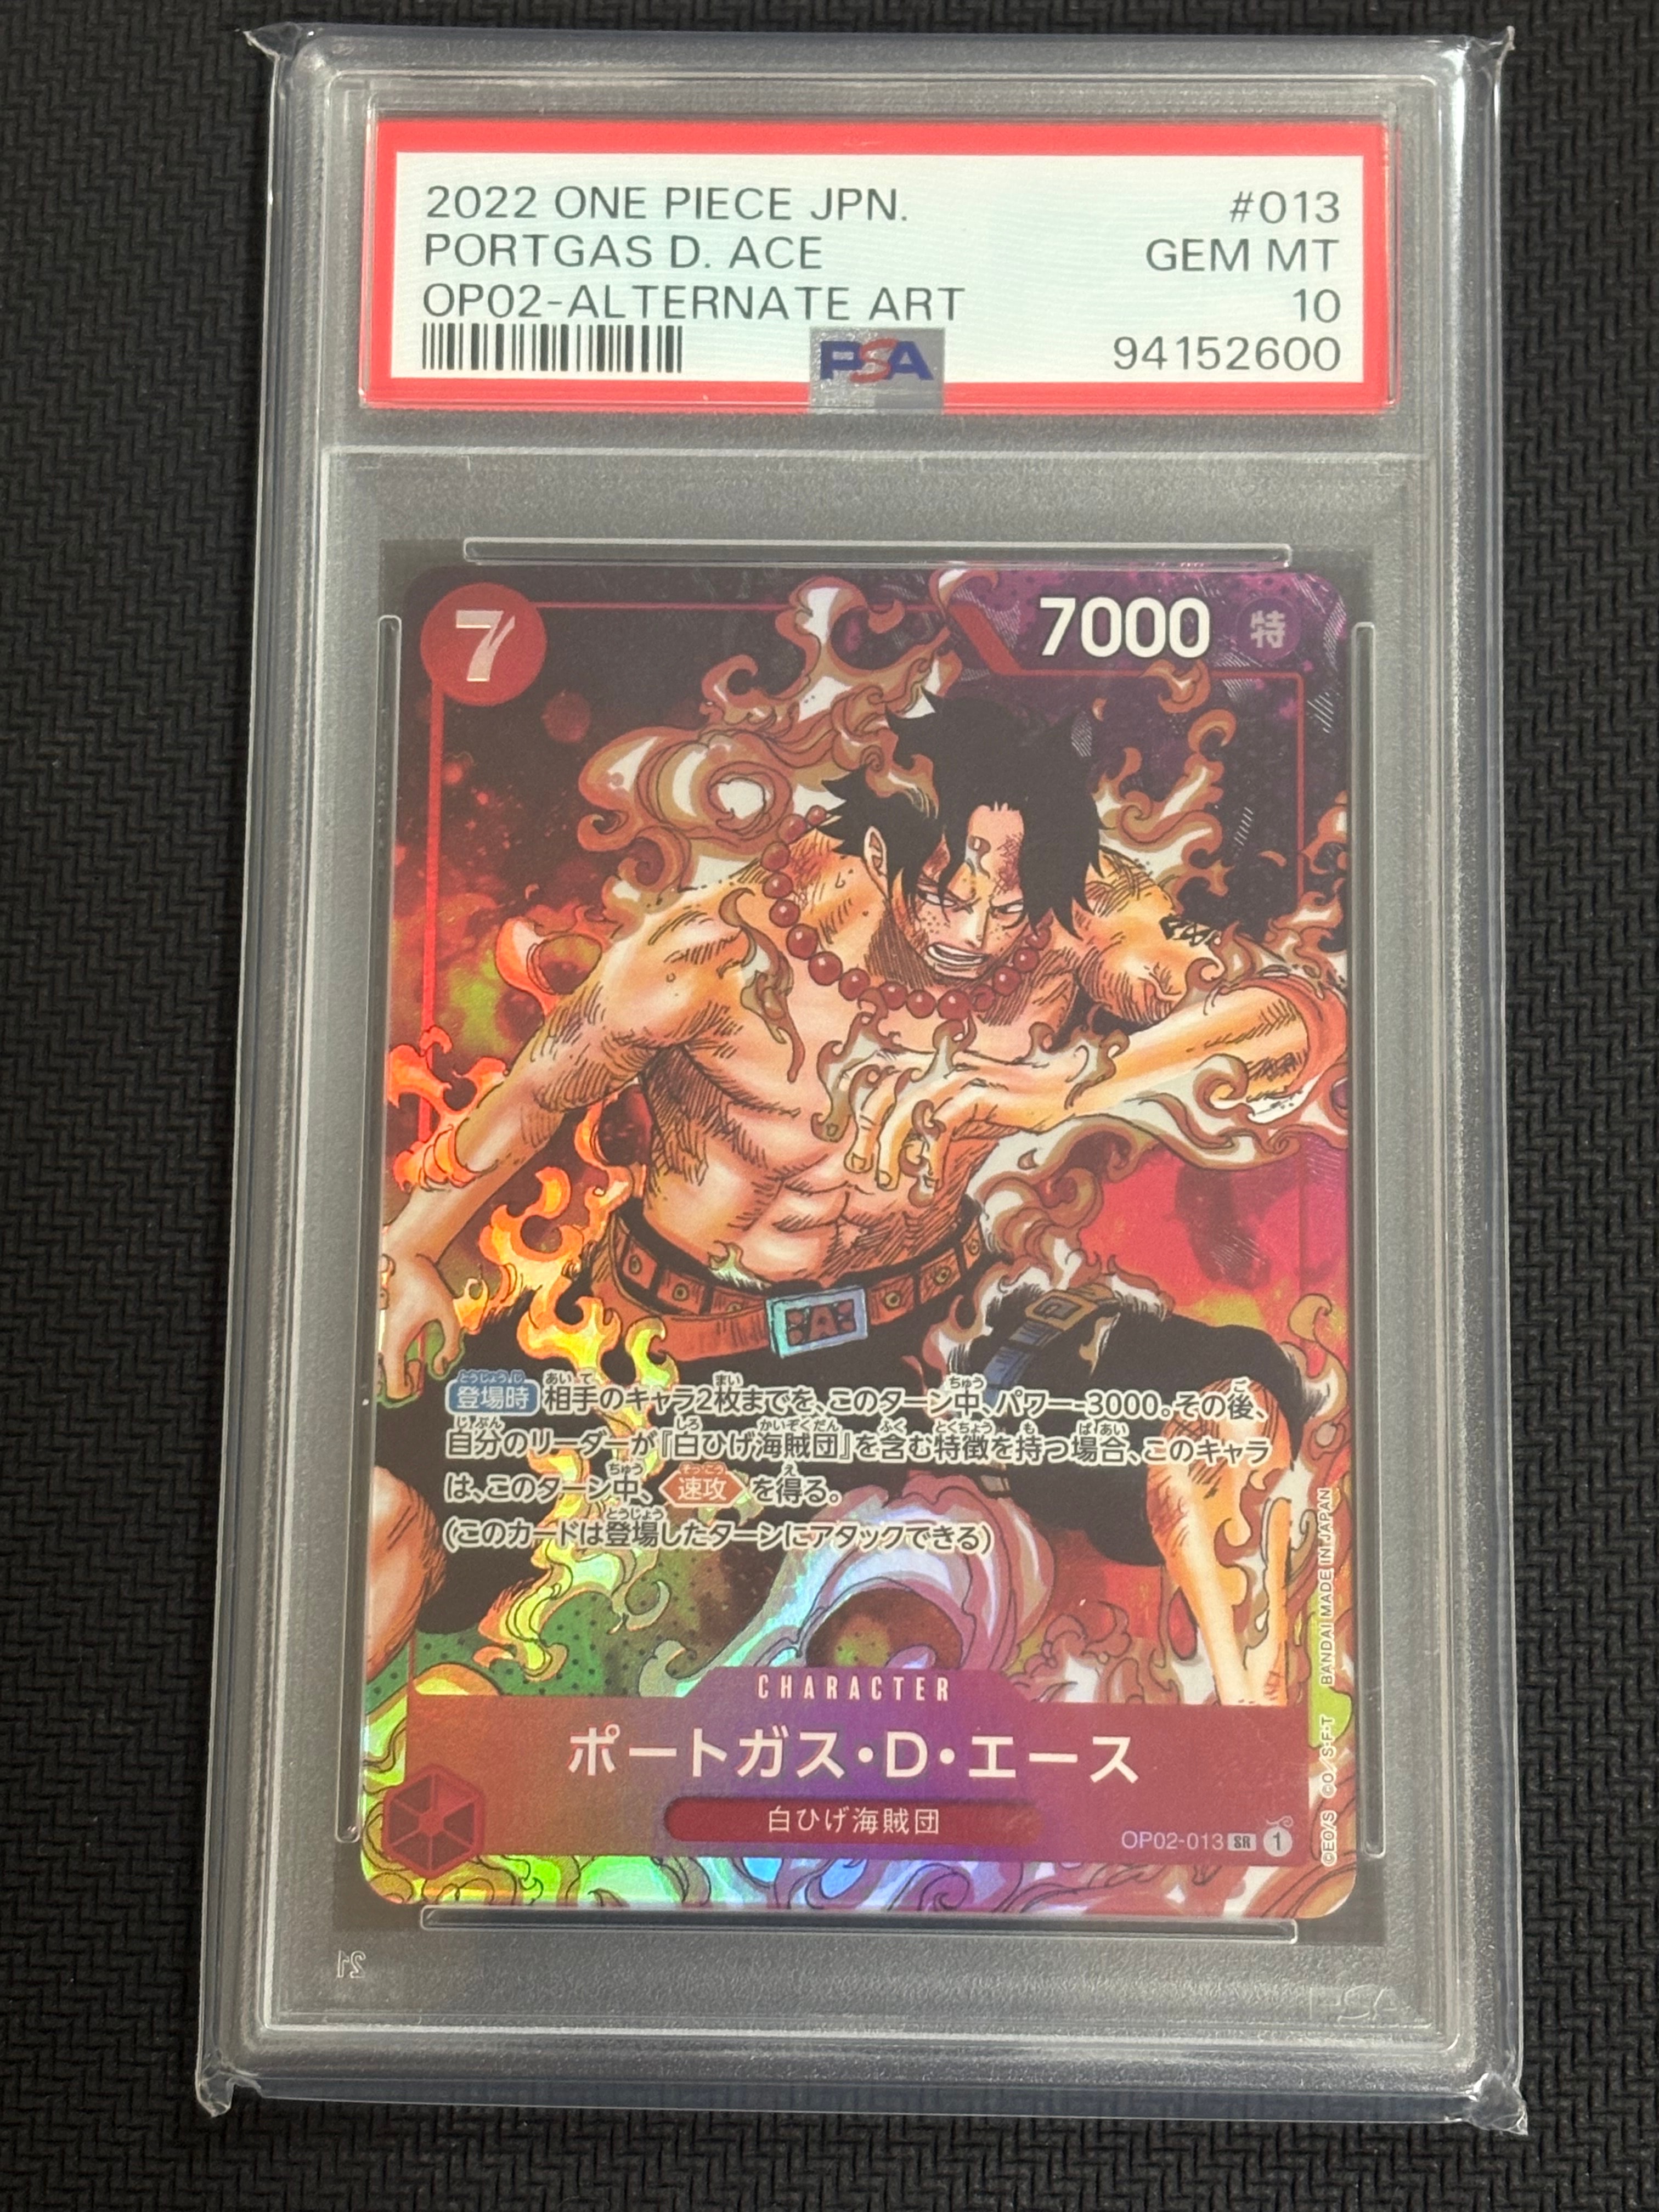 2022 ONE PIECE JPN. #013
PORTGAS D. ACE GEM MT
OP02-ALTERNATE ART 10
PSA 94152600
7
7000 特
A
登場時 相手のキャラ2枚までを、このターン中、パワー-3000。その後、
自分のリーダーが『白ひげ海賊団』を含む特徴を持つ場合、このキャラ
は、このターン中、速攻を得る。
(このカードは登場したターンにアタックできる)
CHARACTER
ポートガス・D・エース
白ひげ海賊団
OP02-013 SR 1
©EO/S CO/ S·F·T BANDAI MADE IN JAPAN
21
PSA